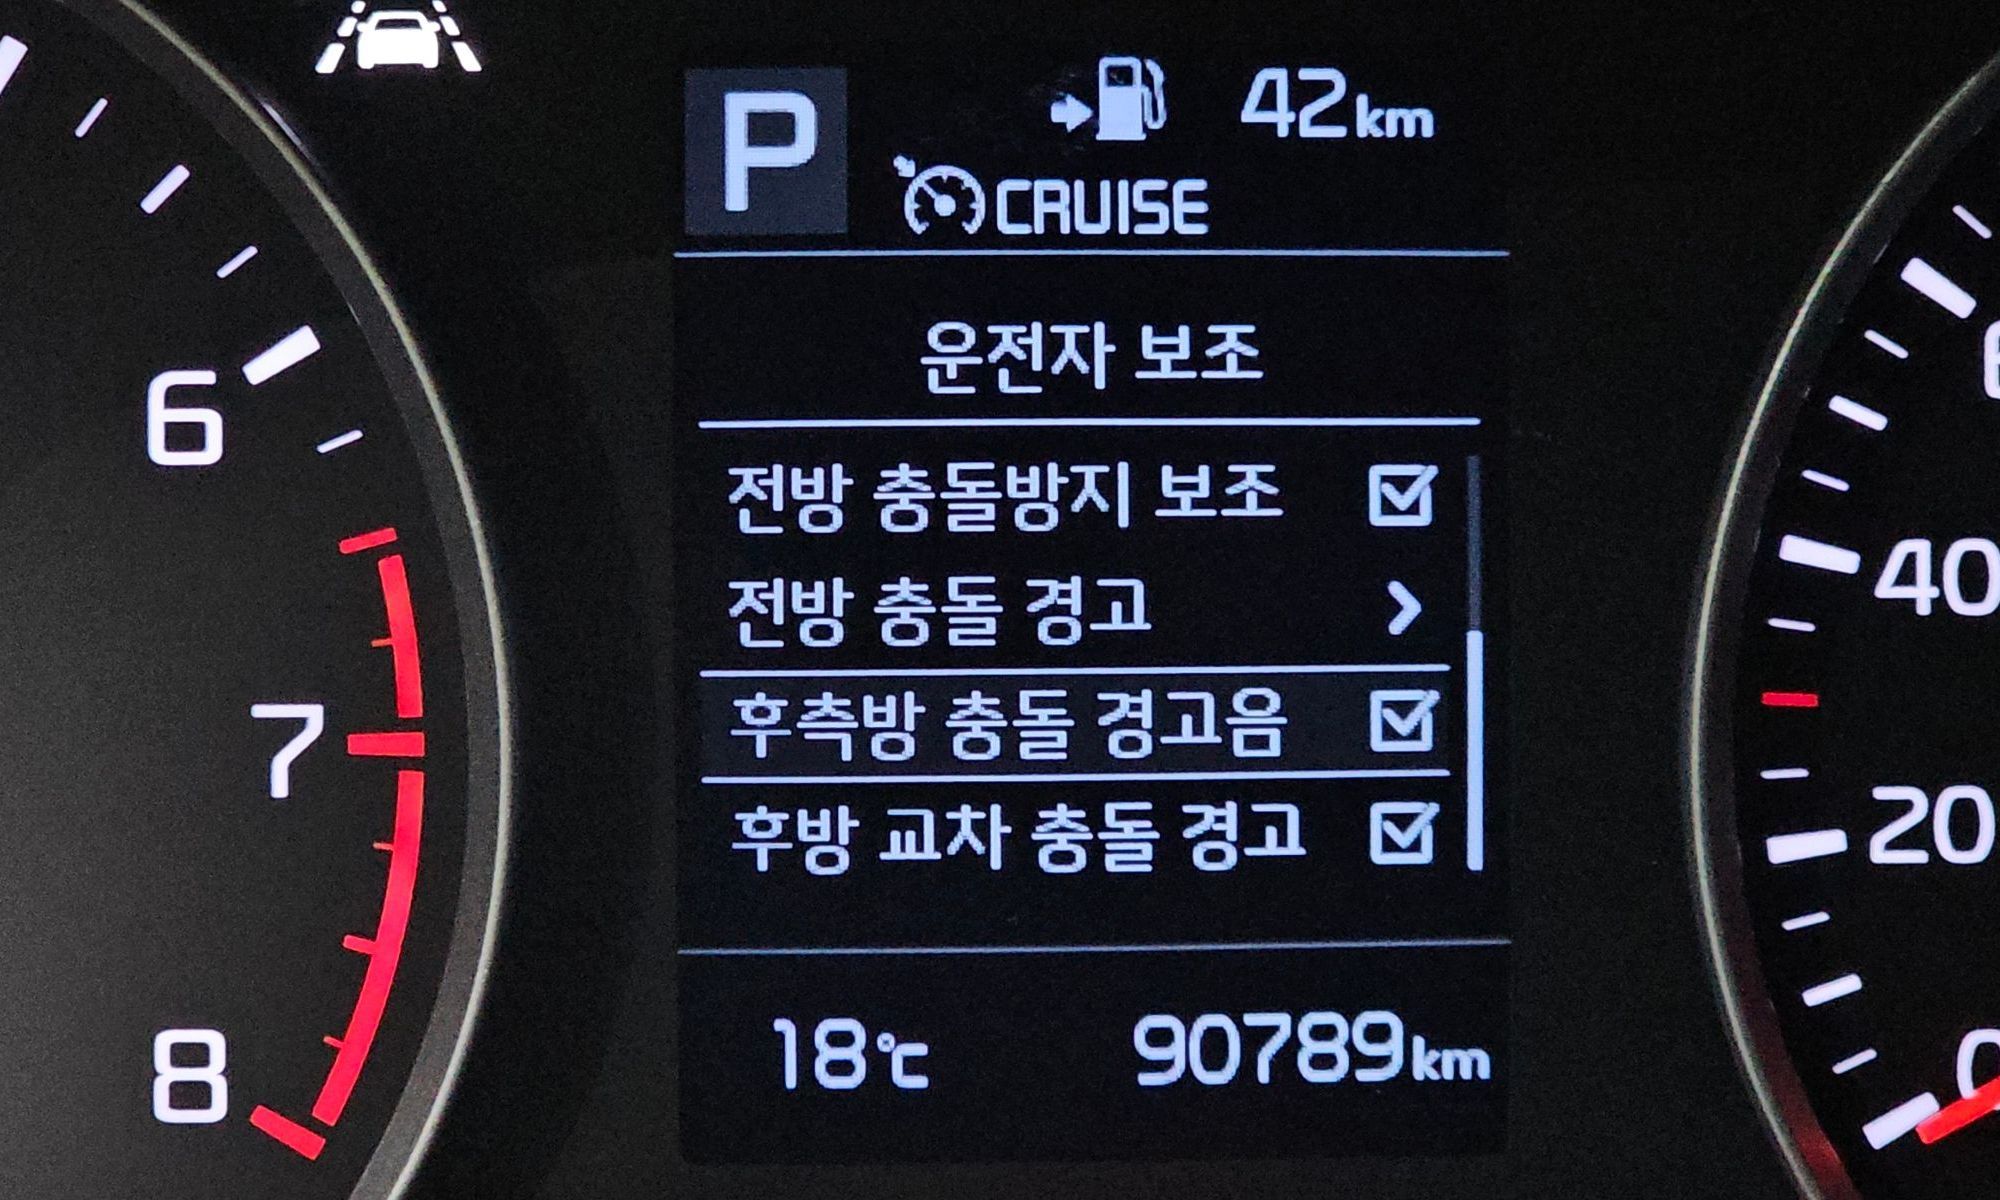 P
42km
CRUISE
운전자 보조
전방 충돌방지 보조
전방 충돌 경고
후측방 충돌 경고음
후방 교차 충돌 경고
18℃ 90789km
6
7
8
40
20
0